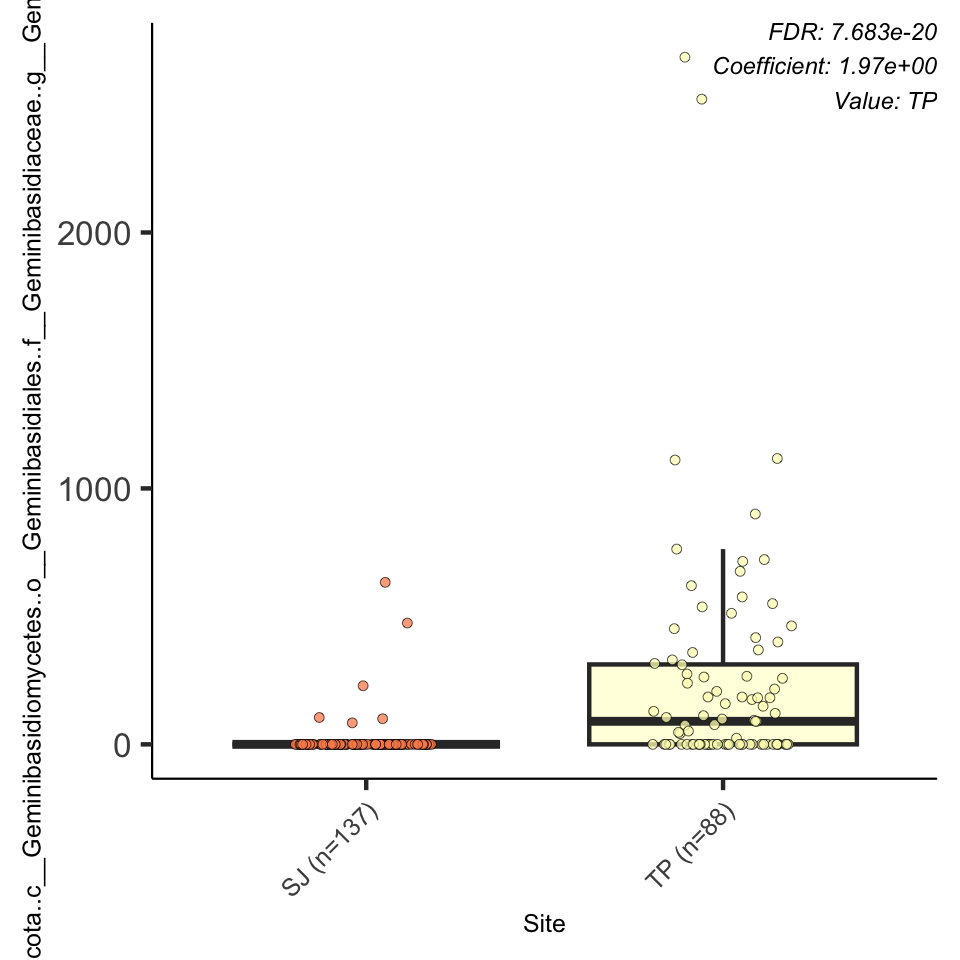 FDR: 7.683e-20
Coefficient: 1.97e+00
Value: TP
cota..c__Geminibasidiomycetes..o__Geminibasidiales..f__Geminibasidiaceae..g__Gen
2000
1000
0
SJ (n=137)
TP (n=88)
Site